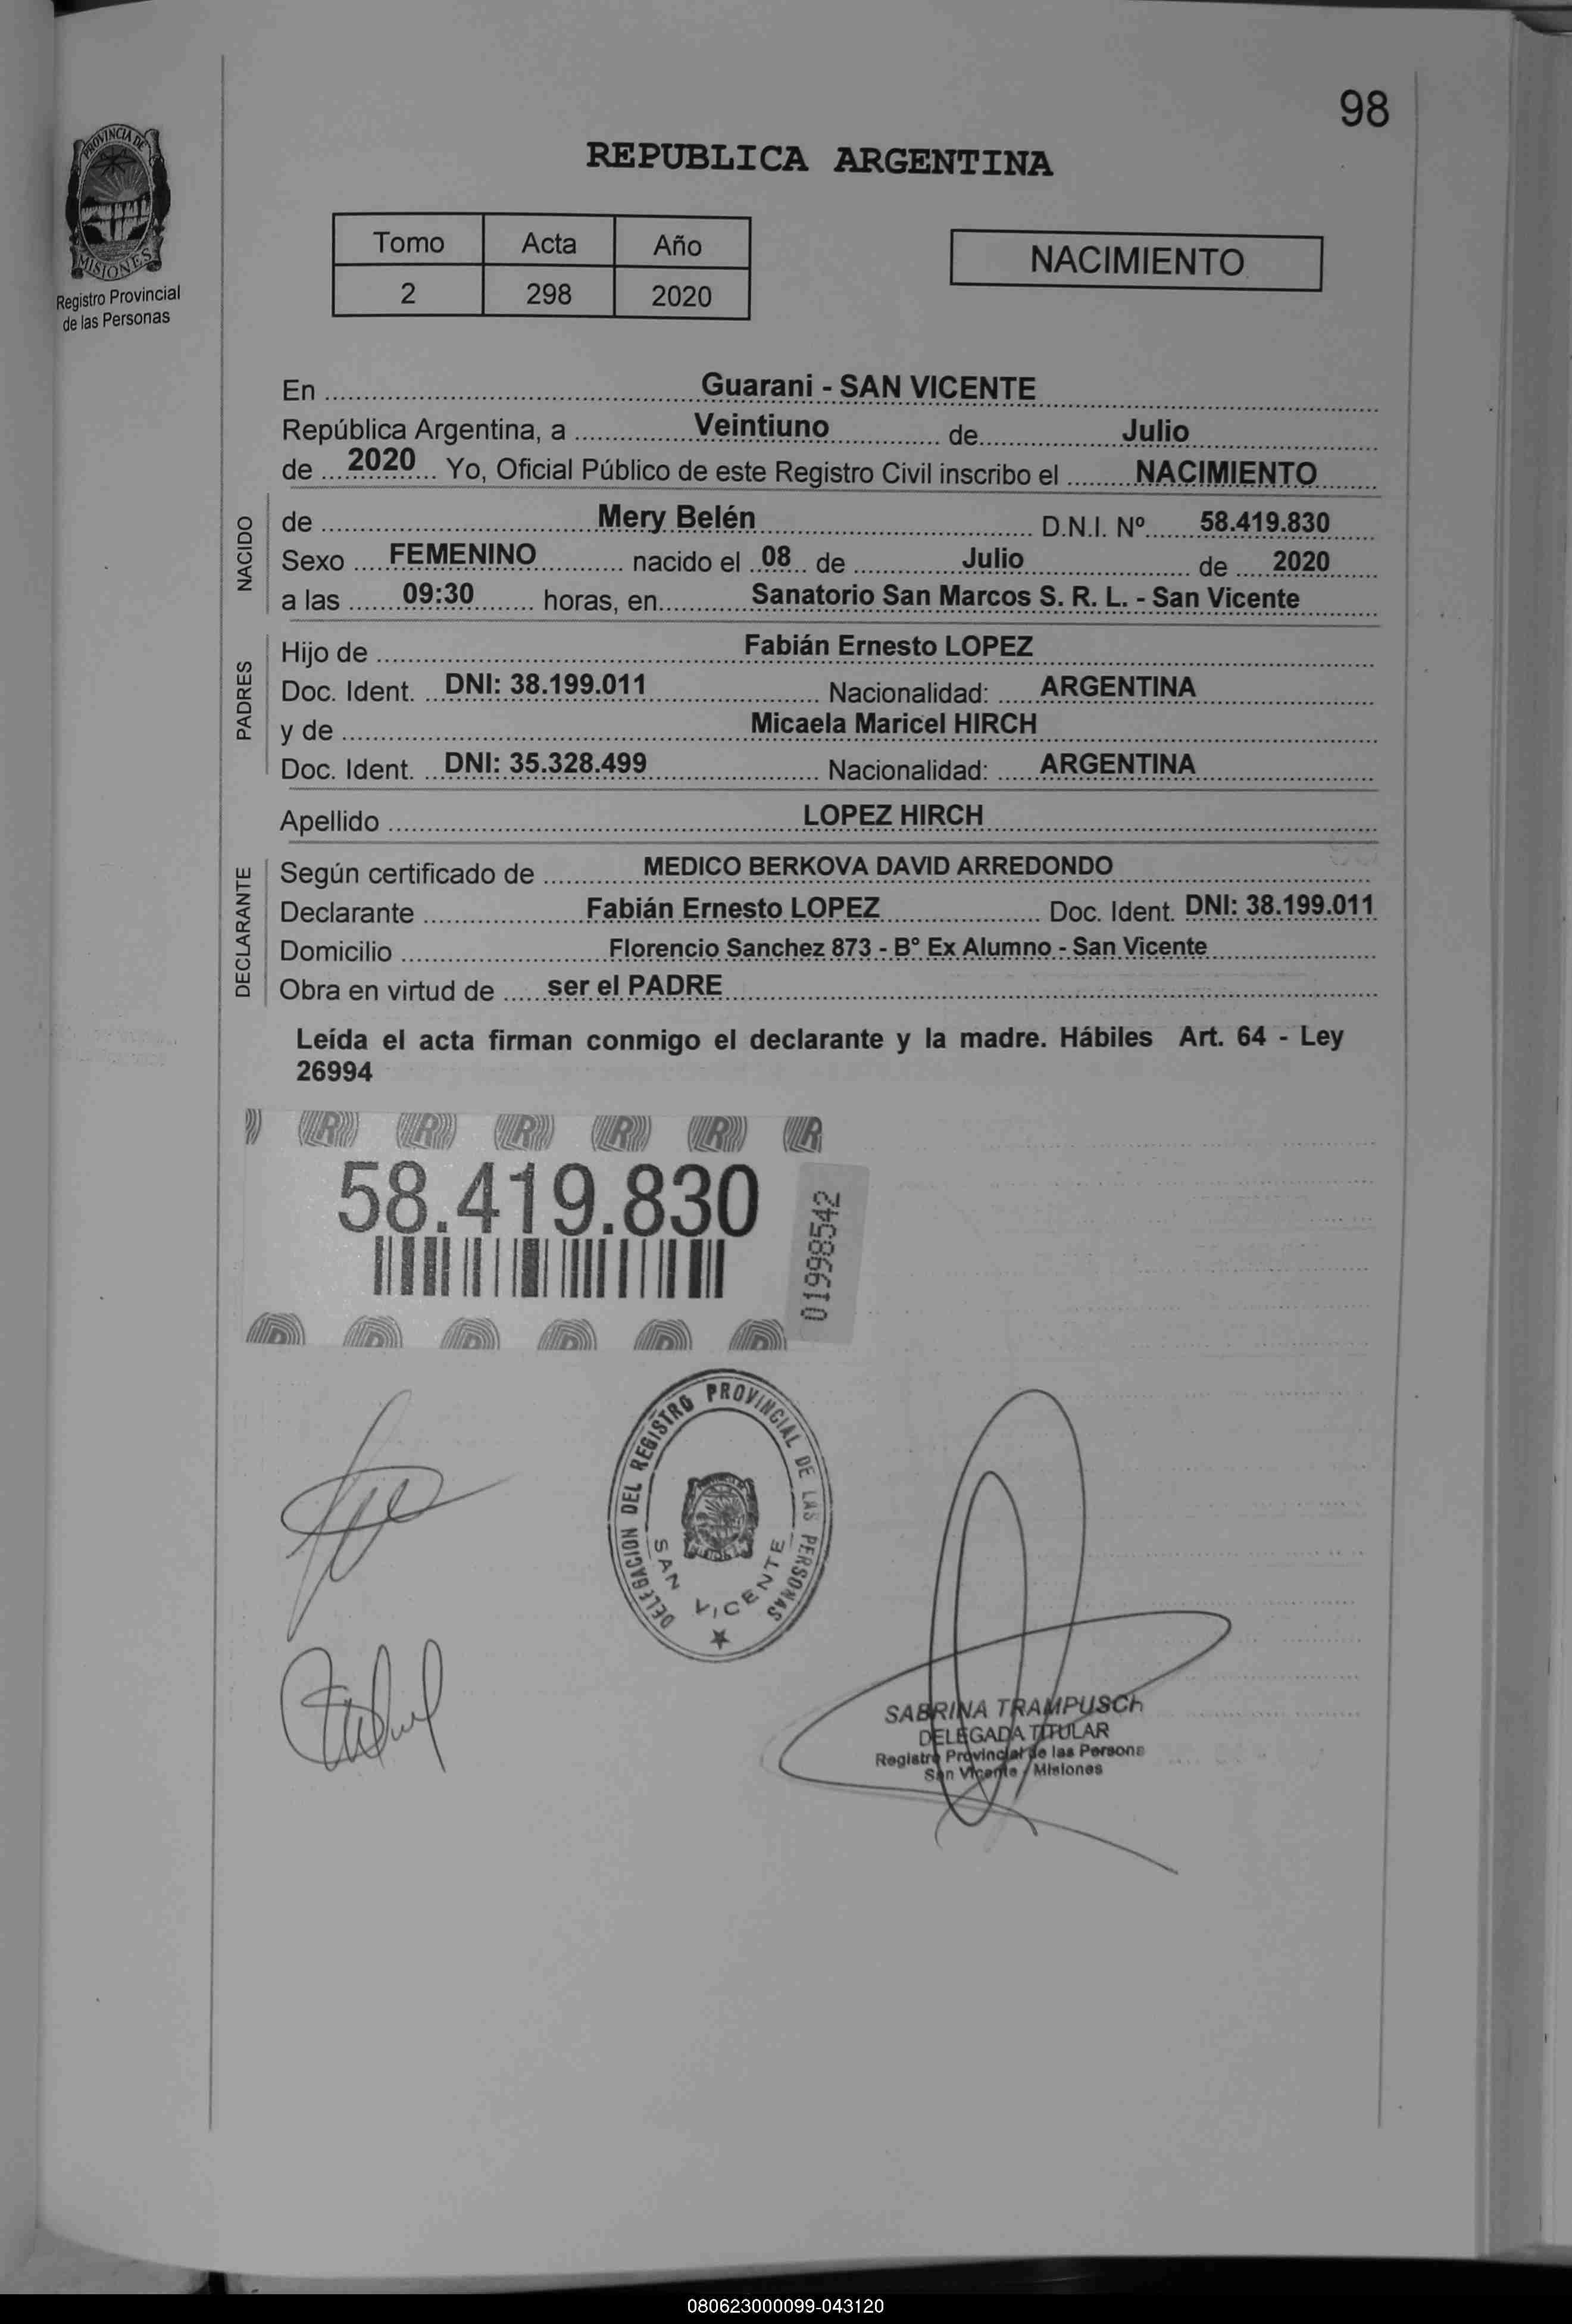 98
PROVINCIA DE
MISIONES
Registro Provincial
de las Personas
REPUBLICA ARGENTINA
Tomo Acta Año
2 298 2020
NACIMIENTO
En Guarani - SAN VICENTE
República Argentina, a Veintiuno de Julio
de 2020 Yo, Oficial Público de este Registro Civil inscribo el NACIMIENTO
NACIDO
de Mery Belén D.N.I. Nº 58.419.830
Sexo FEMENINO nacido el 08 de Julio de 2020
a las 09:30 horas, en Sanatorio San Marcos S. R. L. - San Vicente
PADRES
Hijo de Fabián Ernesto LOPEZ
Doc. Ident. DNI: 38.199.011 Nacionalidad: ARGENTINA
y de Micaela Maricel HIRCH
Doc. Ident. DNI: 35.328.499 Nacionalidad: ARGENTINA
Apellido LOPEZ HIRCH
DECLARANTE
Según certificado de MEDICO BERKOVA DAVID ARREDONDO
Declarante Fabián Ernesto LOPEZ Doc. Ident. DNI: 38.199.011
Domicilio Florencio Sanchez 873 - B° Ex Alumno - San Vicente
Obra en virtud de ser el PADRE
Leída el acta firman conmigo el declarante y la madre. Hábiles Art. 64 - Ley
26994
58.419.830
01998542
DELEGACION DEL REGISTRO PROVINCIAL DE LAS PERSONAS
SAN VICENTE
SABRINA TRAMPUSCH
DELEGADA TITULAR
Registro Provincial de las Persona
San Vicente - Misiones
080623000099-043120